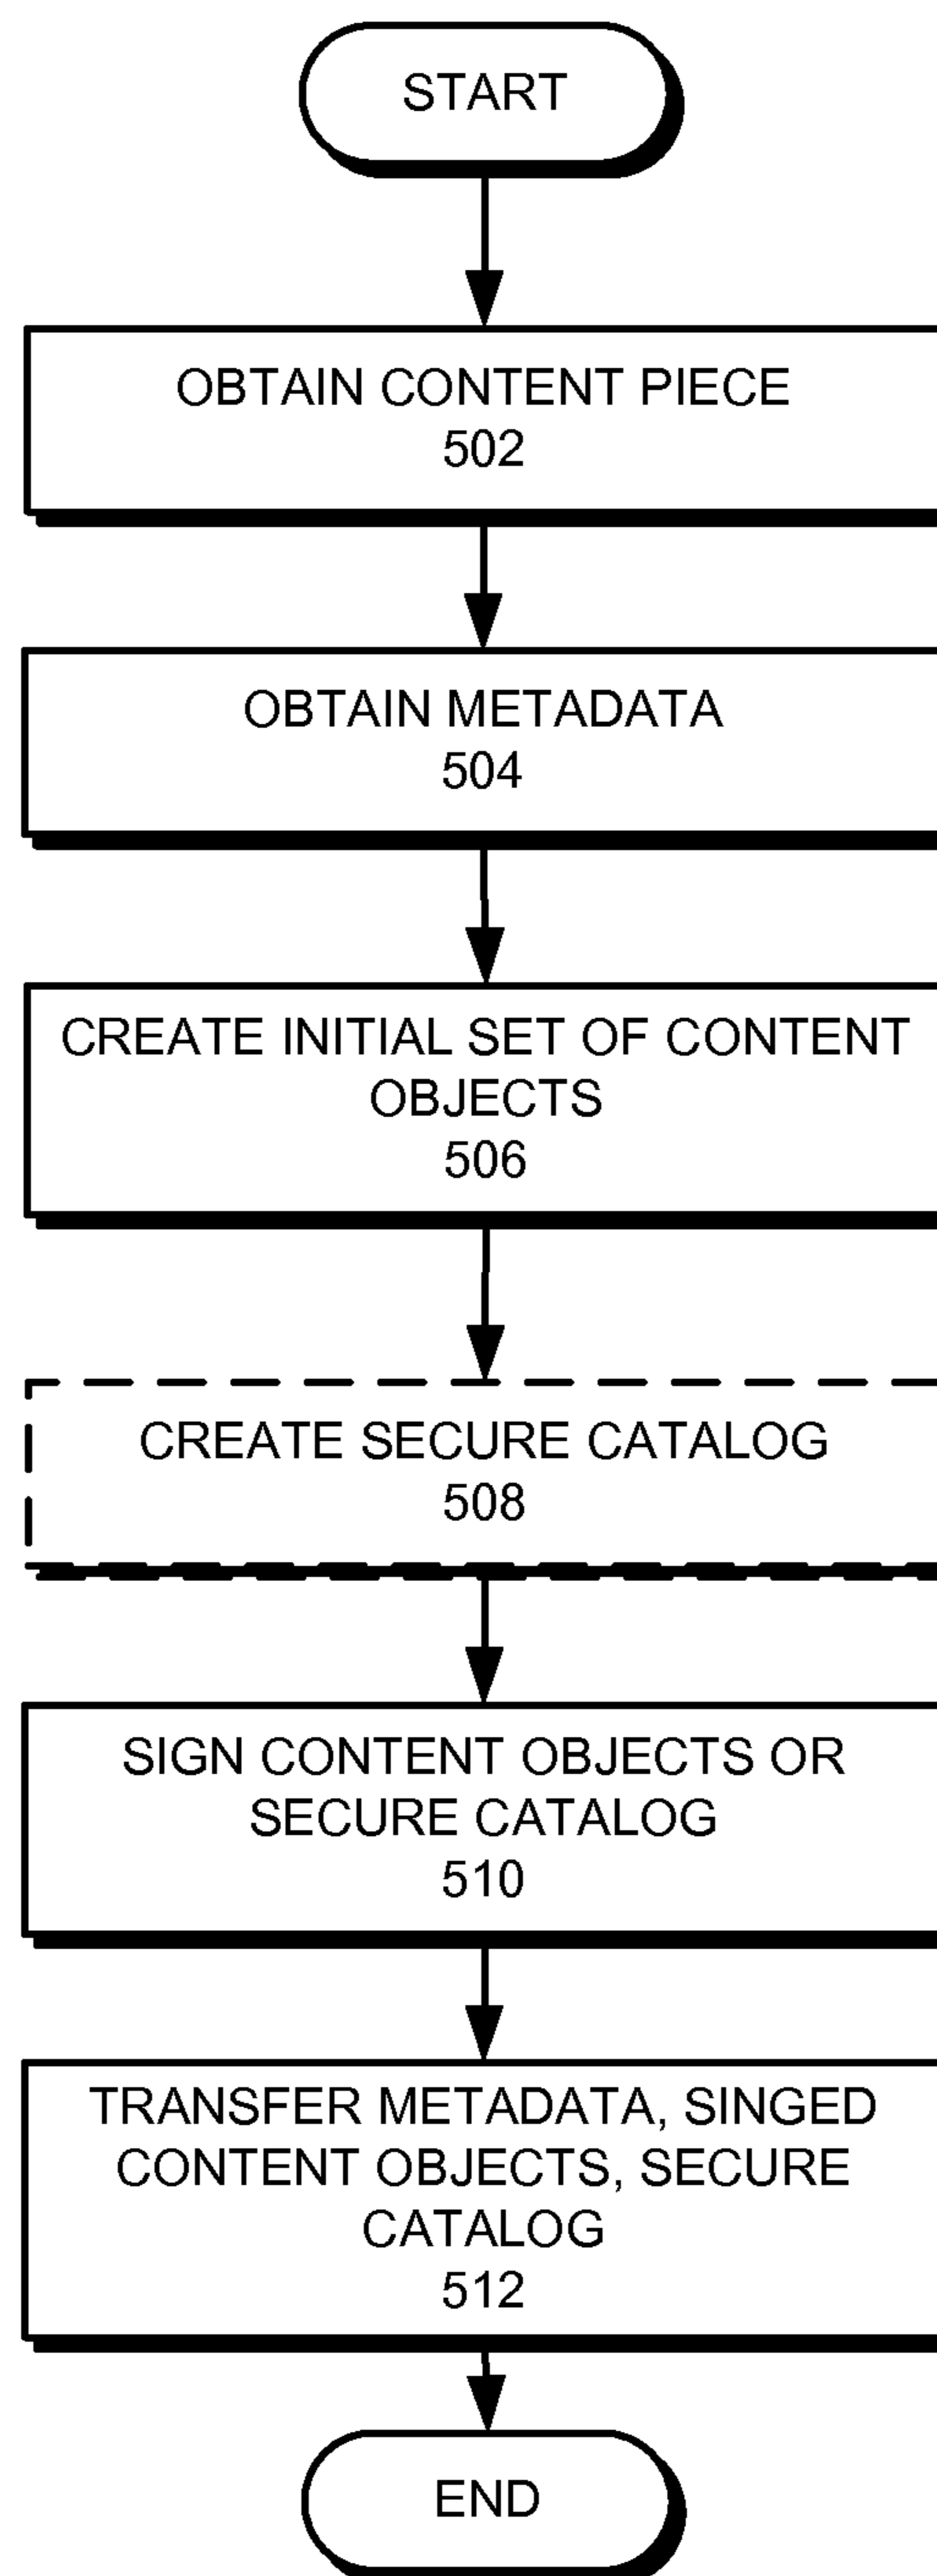 START
OBTAIN CONTENT PIECE
502
OBTAIN METADATA
504
CREATE INITIAL SET OF CONTENT
OBJECTS
506
CREATE SECURE CATALOG
508
SIGN CONTENT OBJECTS OR
SECURE CATALOG
510
TRANSFER METADATA, SINGED
CONTENT OBJECTS, SECURE
CATALOG
512
END